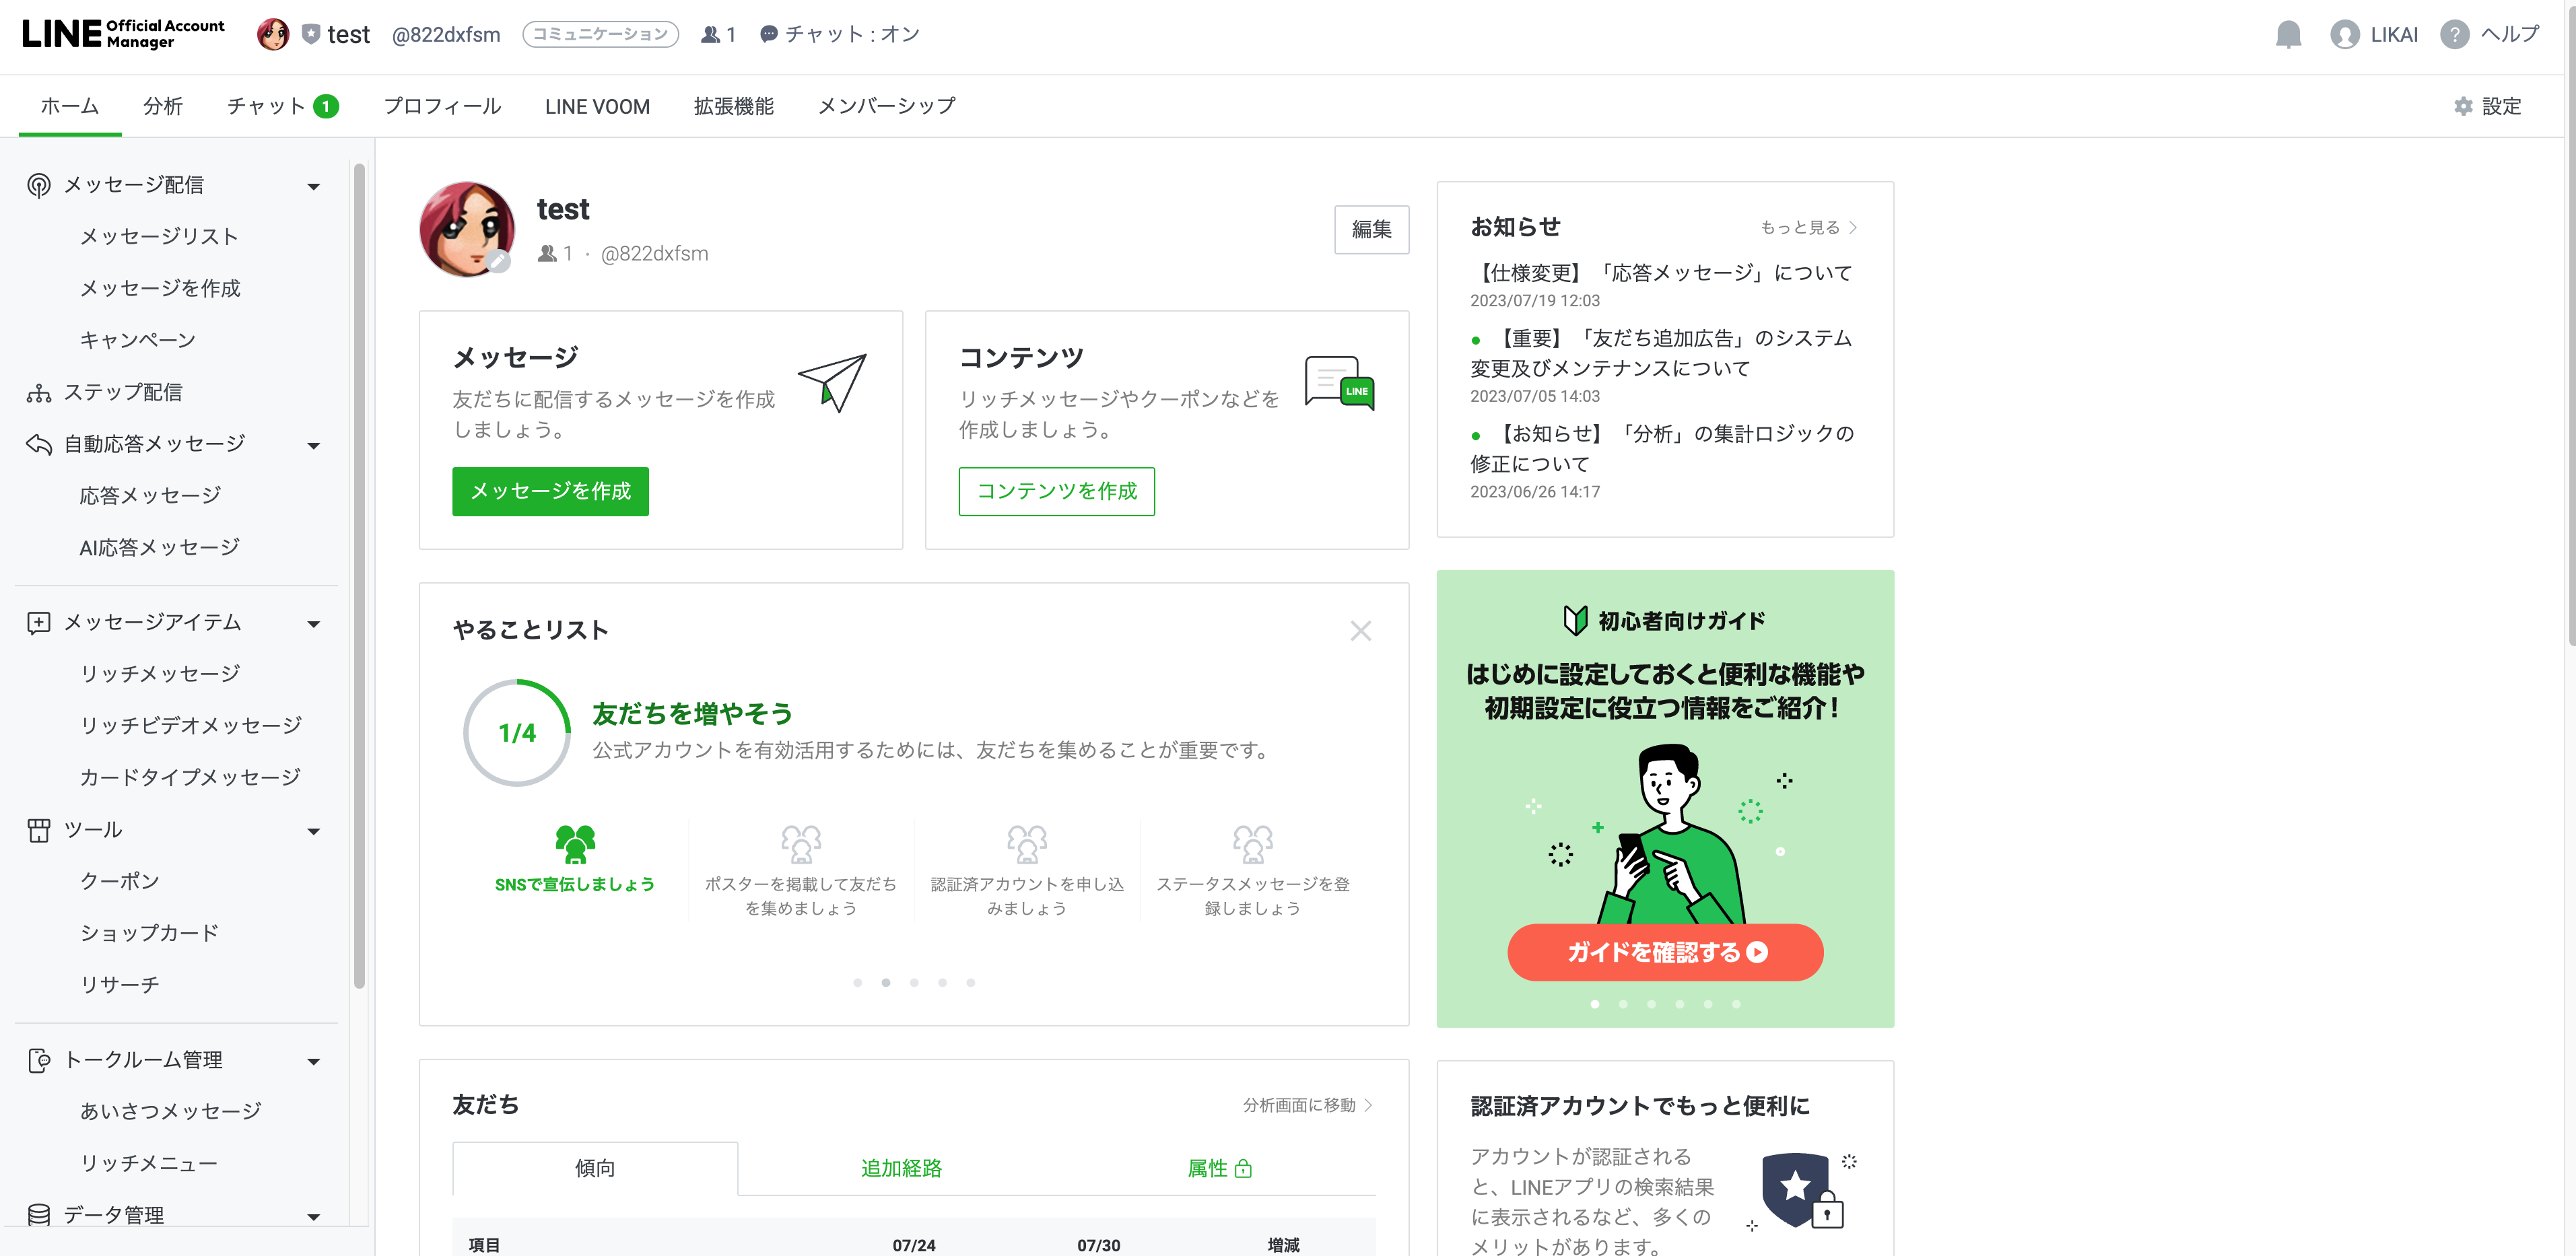 LINE Official Account Manager
test @822dxfsm コミュニケーション 1 チャット : オン
LIKAI ? ヘルプ
ホーム 分析 チャット 1 プロフィール LINE VOOM 拡張機能 メンバーシップ 設定
メッセージ配信
メッセージリスト
メッセージを作成
キャンペーン
ステップ配信
自動応答メッセージ
応答メッセージ
AI応答メッセージ
メッセージアイテム
リッチメッセージ
リッチビデオメッセージ
カードタイプメッセージ
ツール
クーポン
ショップカード
リサーチ
トークルーム管理
あいさつメッセージ
リッチメニュー
データ管理
test
1 · @822dxfsm
編集
メッセージ
友だちに配信するメッセージを作成
しましょう。
メッセージを作成
コンテンツ
リッチメッセージやクーポンなどを
作成しましょう。
LINE
コンテンツを作成
やることリスト
1/4
友だちを増やそう
公式アカウントを有効活用するためには、友だちを集めることが重要です。
SNSで宣伝しましょう
ポスターを掲載して友だち
を集めましょう
認証済アカウントを申し込
みましょう
ステータスメッセージを登
録しましょう
友だち
分析画面に移動
傾向 追加経路 属性
項目 07/24 07/30 増減
お知らせ
もっと見る
【仕様変更】「応答メッセージ」について
2023/07/19 12:03
【重要】「友だち追加広告」のシステム
変更及びメンテナンスについて
2023/07/05 14:03
【お知らせ】「分析」の集計ロジックの
修正について
2023/06/26 14:17
初心者向けガイド
はじめに設定しておくと便利な機能や
初期設定に役立つ情報をご紹介！
ガイドを確認する
認証済アカウントでもっと便利に
アカウントが認証される
と、LINEアプリの検索結果
に表示されるなど、多くの
メリットがあります。